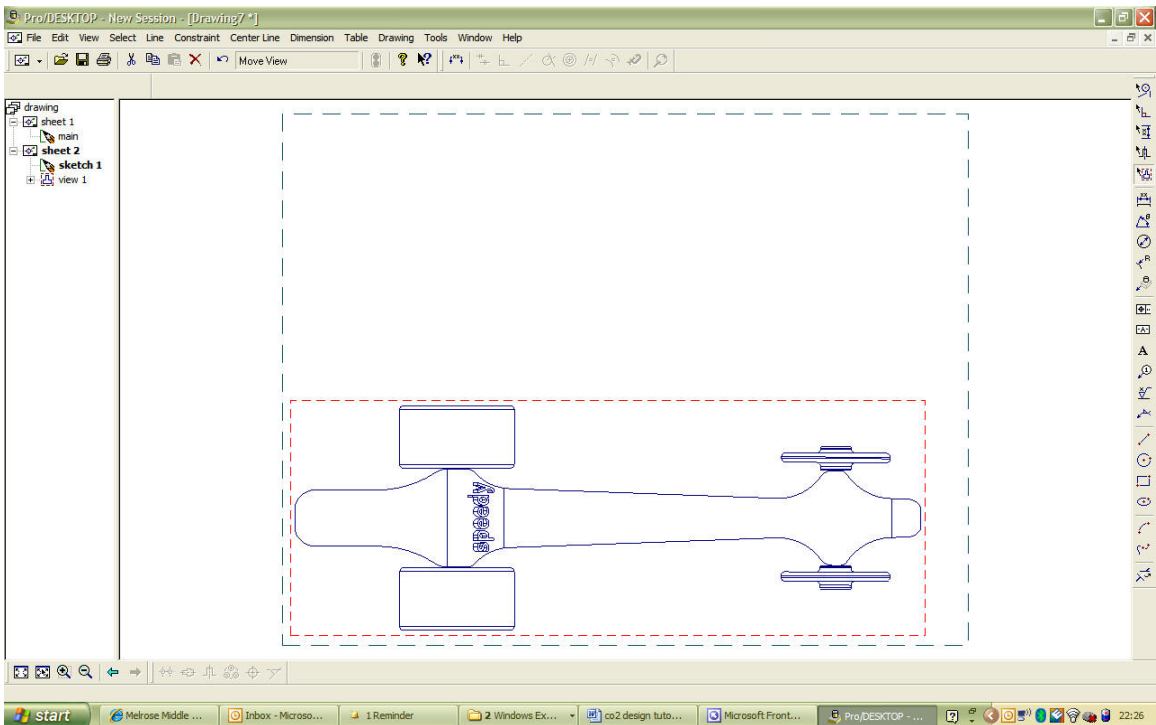 Pro/DESKTOP - New Session - [Drawing7 *]
File Edit View Select Line Constraint Center Line Dimension Table Drawing Tools Window Help
Move View
drawing
sheet 1
main
sheet 2
sketch 1
view 1
speedy
start
Melrose Middle ...
Inbox - Microso...
1 Reminder
2 Windows Ex...
co2 design tuto...
Microsoft Front...
Pro/DESKTOP - ...
22:26